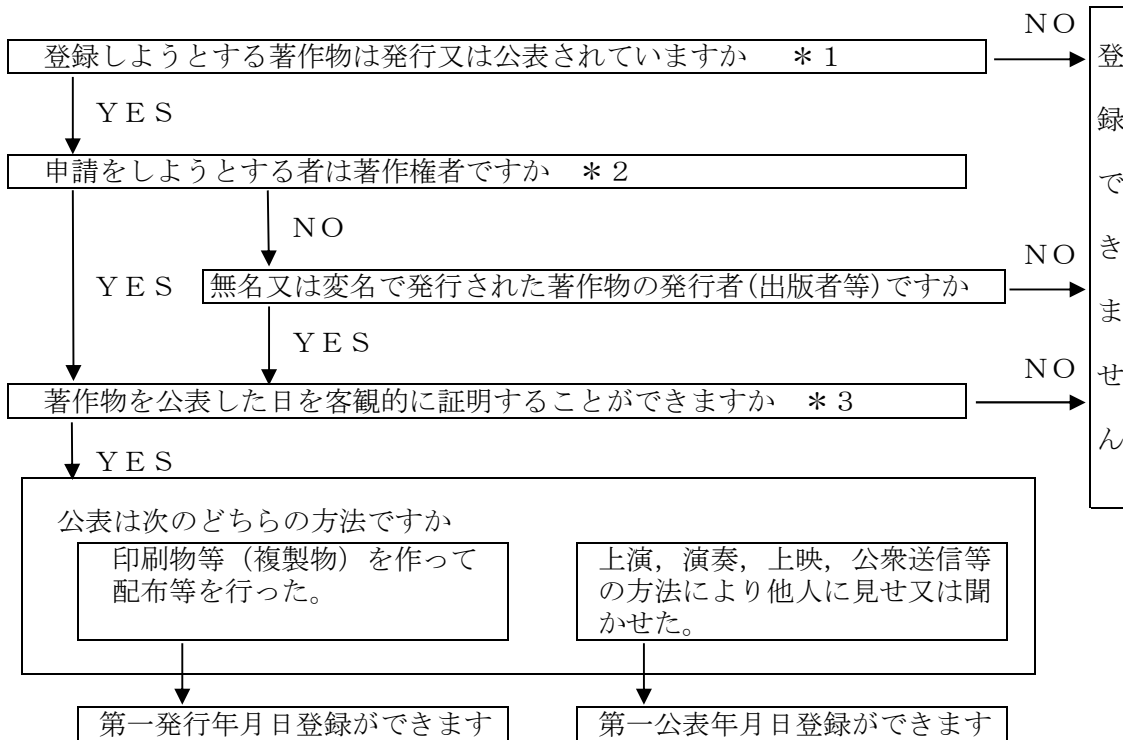 NO
登録しようとする著作物は発行又は公表されていますか　＊１
YES
申請をしようとする者は著作権者ですか　＊２
NO
YES
無名又は変名で発行された著作物の発行者(出版者等)ですか
NO
YES
著作物を公表した日を客観的に証明することができますか　＊３
NO
登録できません
YES
公表は次のどちらの方法ですか
印刷物等（複製物）を作って
配布等を行った。
上演，演奏，上映，公衆送信等
の方法により他人に見せ又は聞
かせた。
第一発行年月日登録ができます
第一公表年月日登録ができます